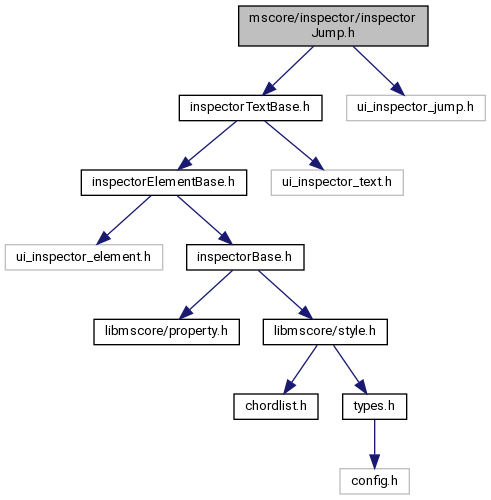 mscore/inspector/inspector
Jump.h
inspectorTextBase.h
ui_inspector_jump.h
inspectorElementBase.h
ui_inspector_text.h
ui_inspector_element.h
inspectorBase.h
libmscore/property.h
libmscore/style.h
chordlist.h
types.h
config.h